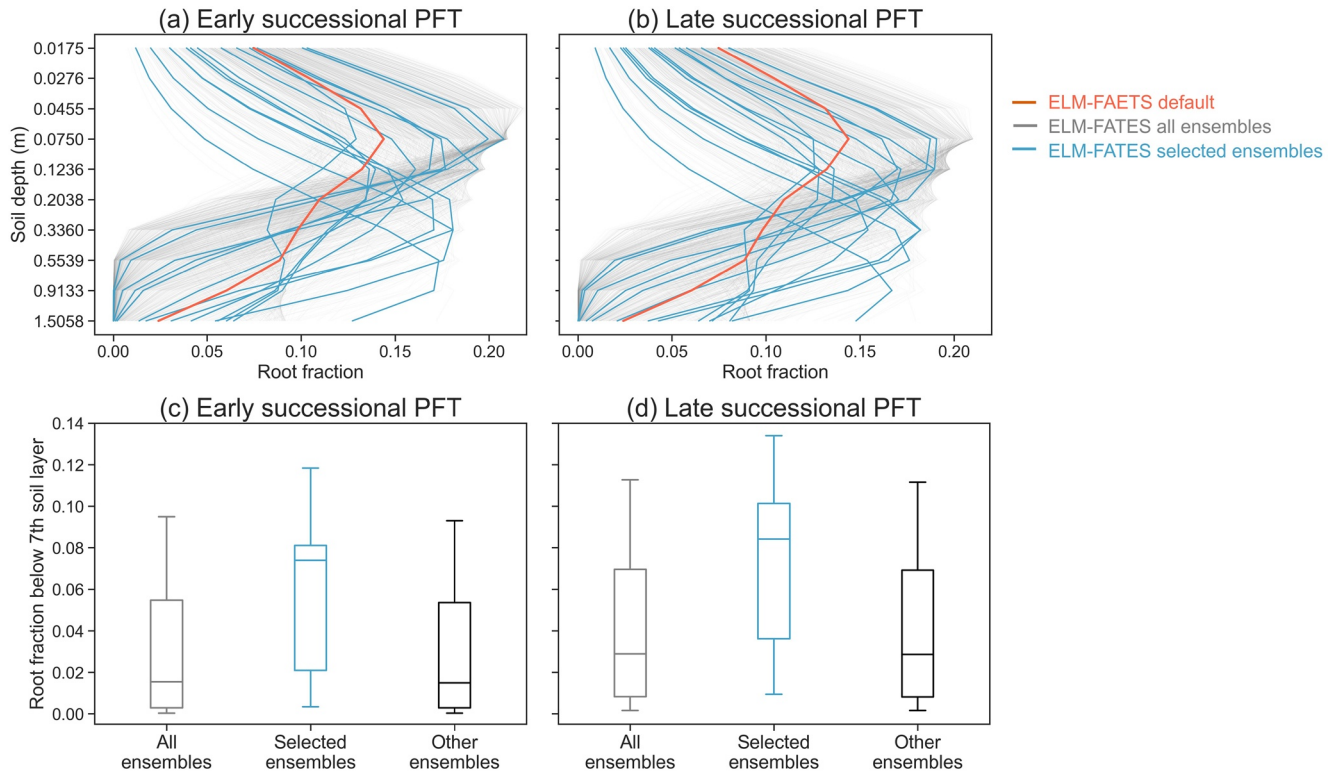 (a) Early successional PFT
(b) Late successional PFT
Soil depth (m)
0.0175
0.0276
0.0455
0.0750
0.1236
0.2038
0.3360
0.5539
0.9133
1.5058
0.00 0.05 0.10 0.15 0.20
Root fraction
0.00 0.05 0.10 0.15 0.20
Root fraction
ELM-FAETS default
ELM-FATES all ensembles
ELM-FATES selected ensembles
(c) Early successional PFT
(d) Late successional PFT
Root fraction below 7th soil layer
0.14
0.12
0.10
0.08
0.06
0.04
0.02
0.00
All
ensembles
Selected
ensembles
Other
ensembles
All
ensembles
Selected
ensembles
Other
ensembles